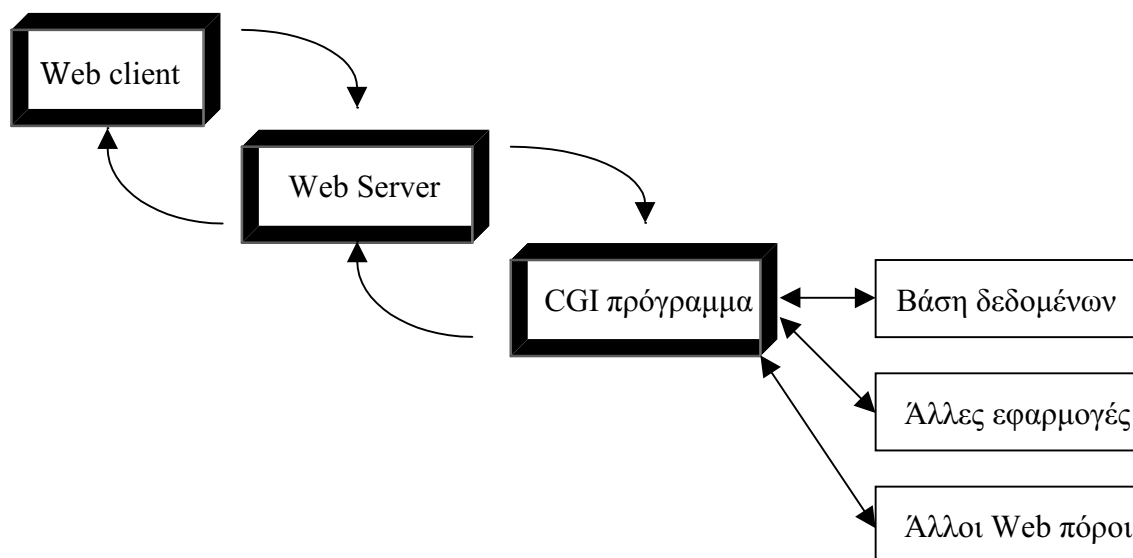 Web client
Web Server
CGI πρόγραμμα
Βάση δεδομένων
Άλλες εφαρμογές
Άλλοι Web πόροι